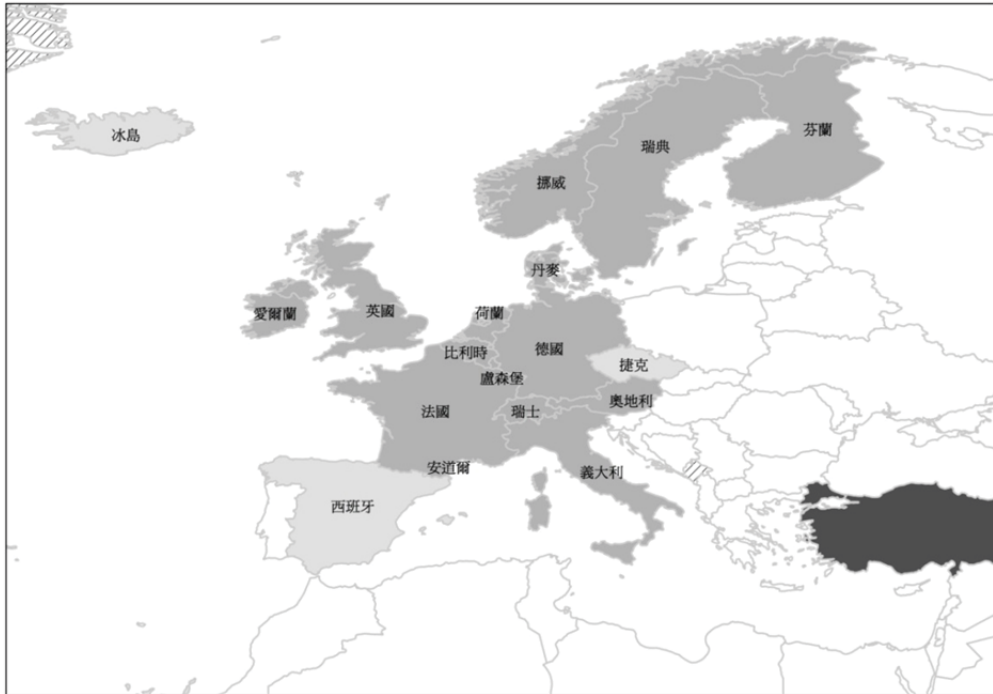 冰島
芬蘭
瑞典
挪威
丹麥
愛爾蘭
英國
荷蘭
德國
比利時
捷克
盧森堡
奧地利
法國
瑞士
安道爾
義大利
西班牙